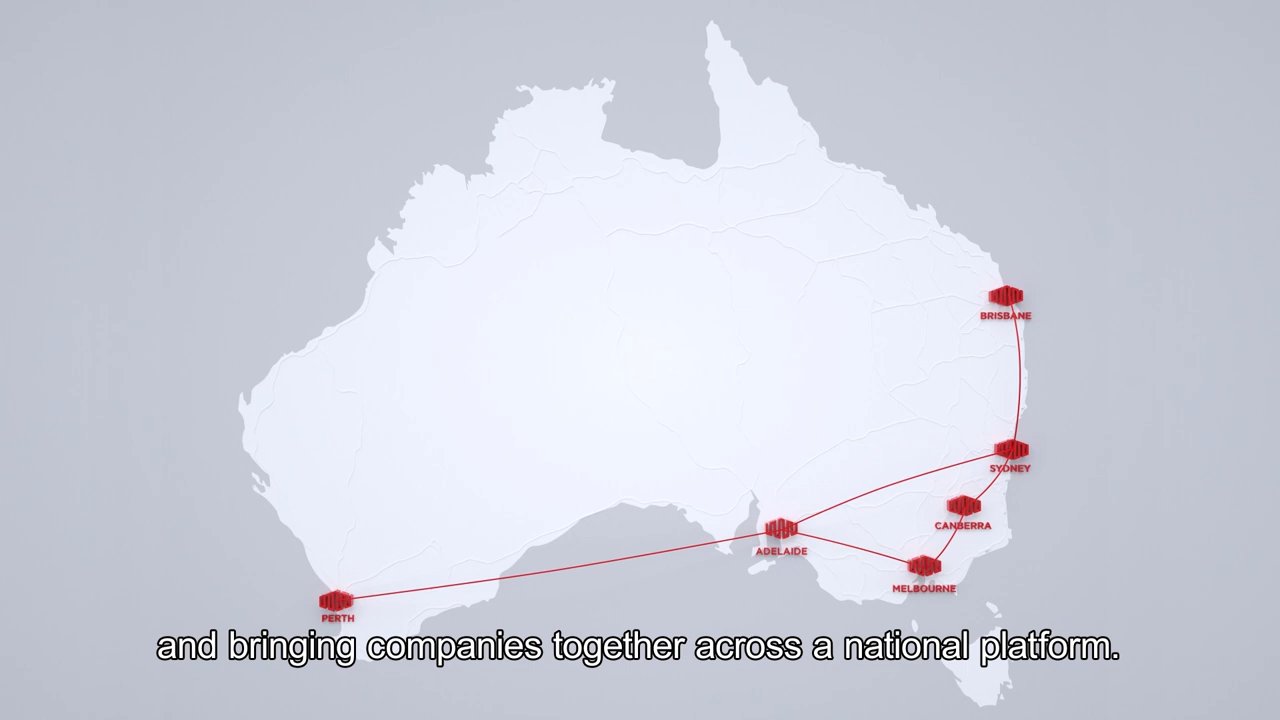 BRISBANE
SYDNEY
CANBERRA
ADELAIDE
MELBOURNE
PERTH
and bringing companies together across a national platform.